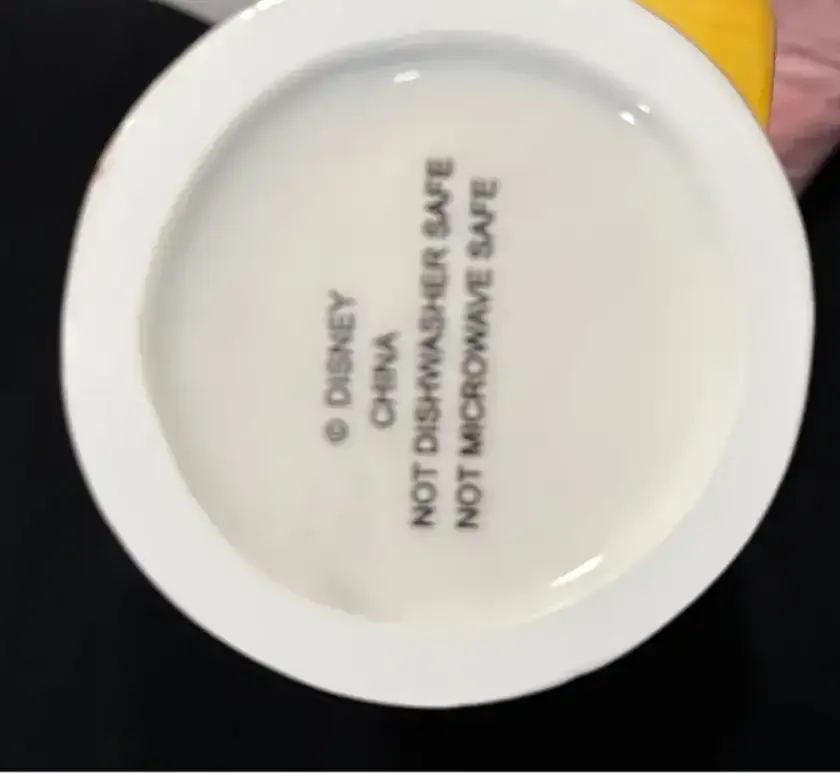 © DISNEY
CHINA
NOT DISHWASHER SAFE
NOT MICROWAVE SAFE